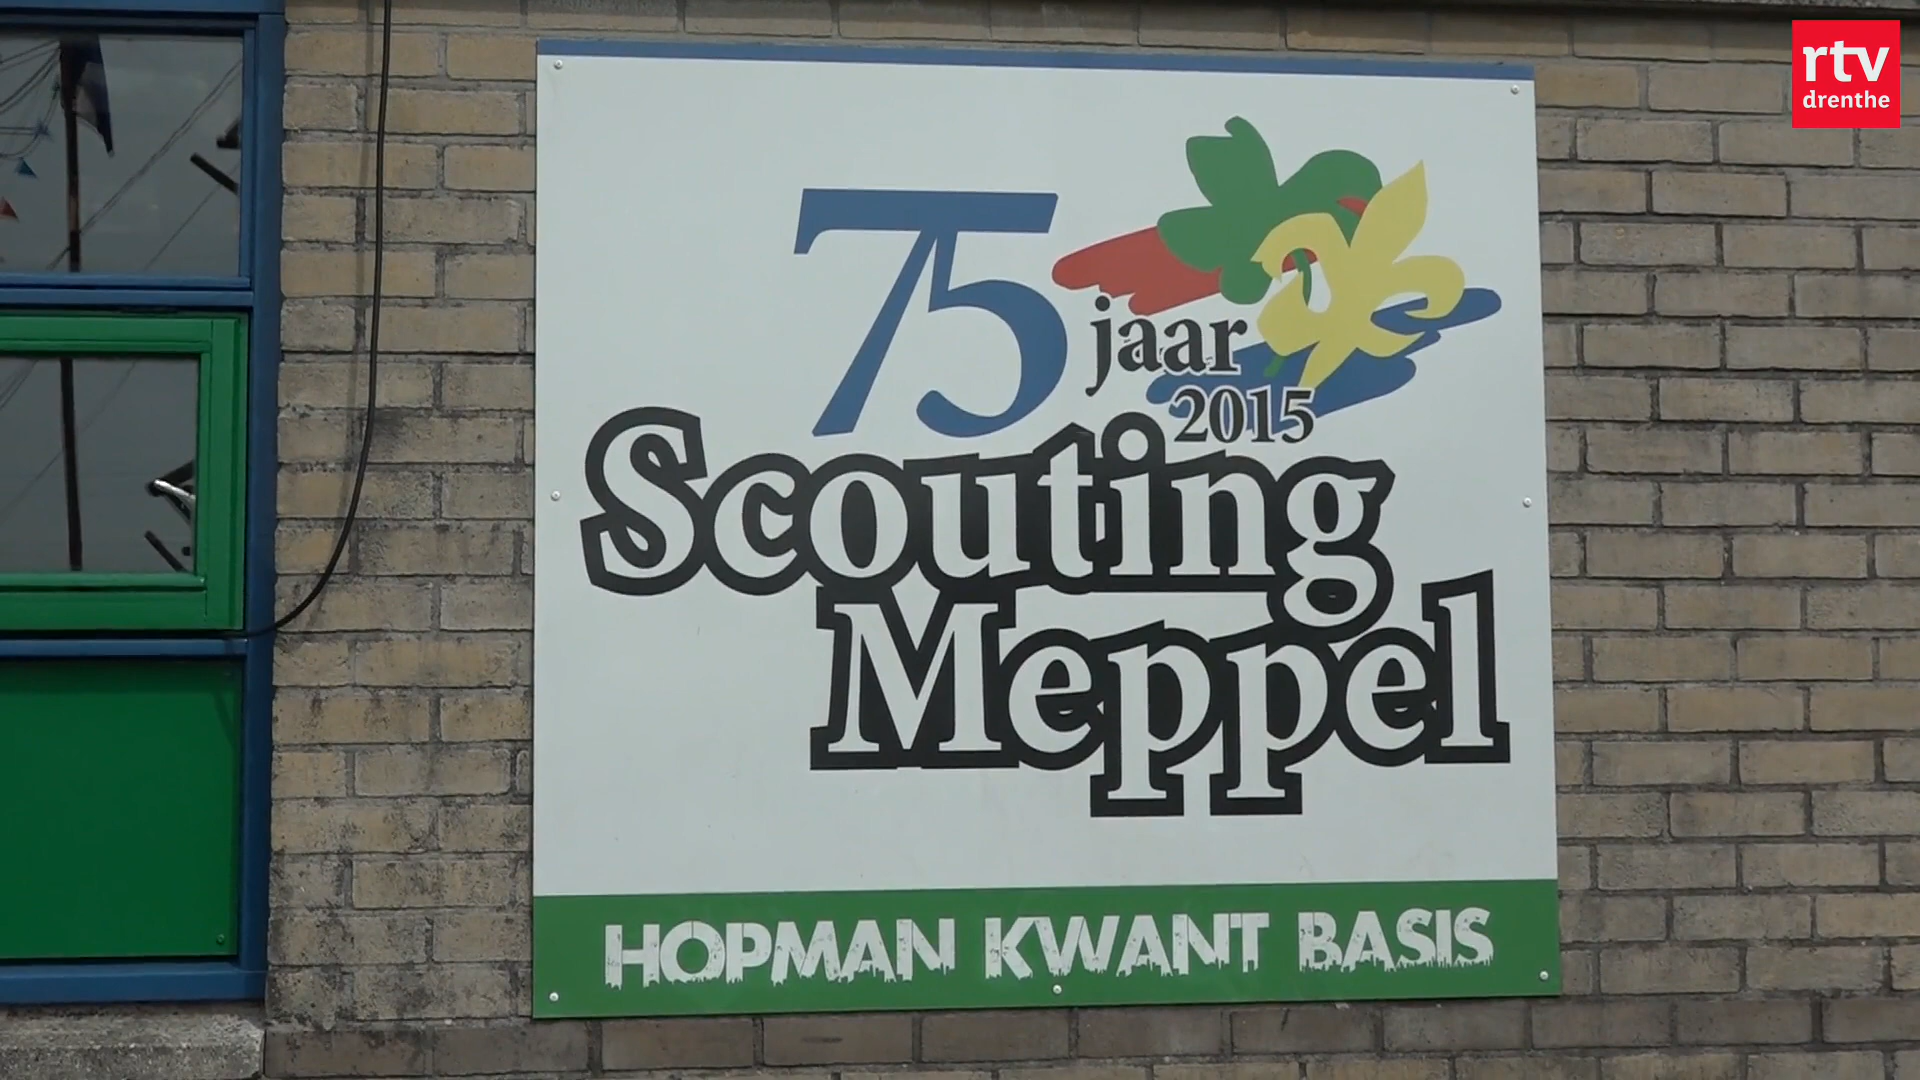 rtv
drenthe
75
jaar
2015
Scouting
Meppel
HOPMAN KWANT BASIS